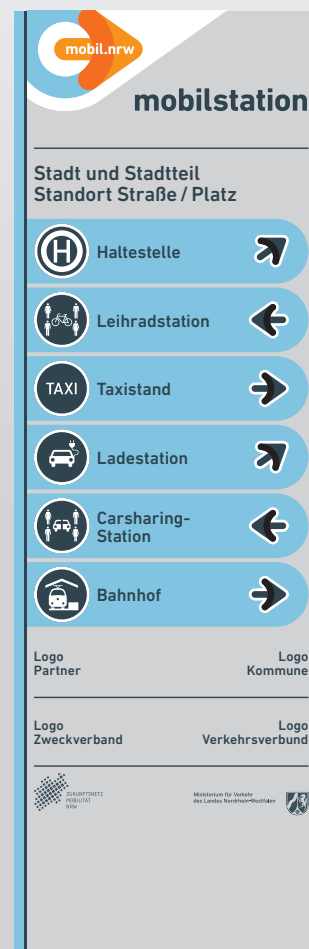 mobil.nrw
mobilstation
Stadt und Stadtteil
Standort Straße / Platz
H Haltestelle
Leihradstation
TAXI Taxistand
Ladestation
Carsharing-
Station
Bahnhof
Logo
Partner
Logo
Kommune
Logo
Zweckverband
Logo
Verkehrsverbund
ZUKUNFTSNETZ
MOBILITÄT
NRW
Ministerium für Verkehr
des Landes Nordrhein-Westfalen